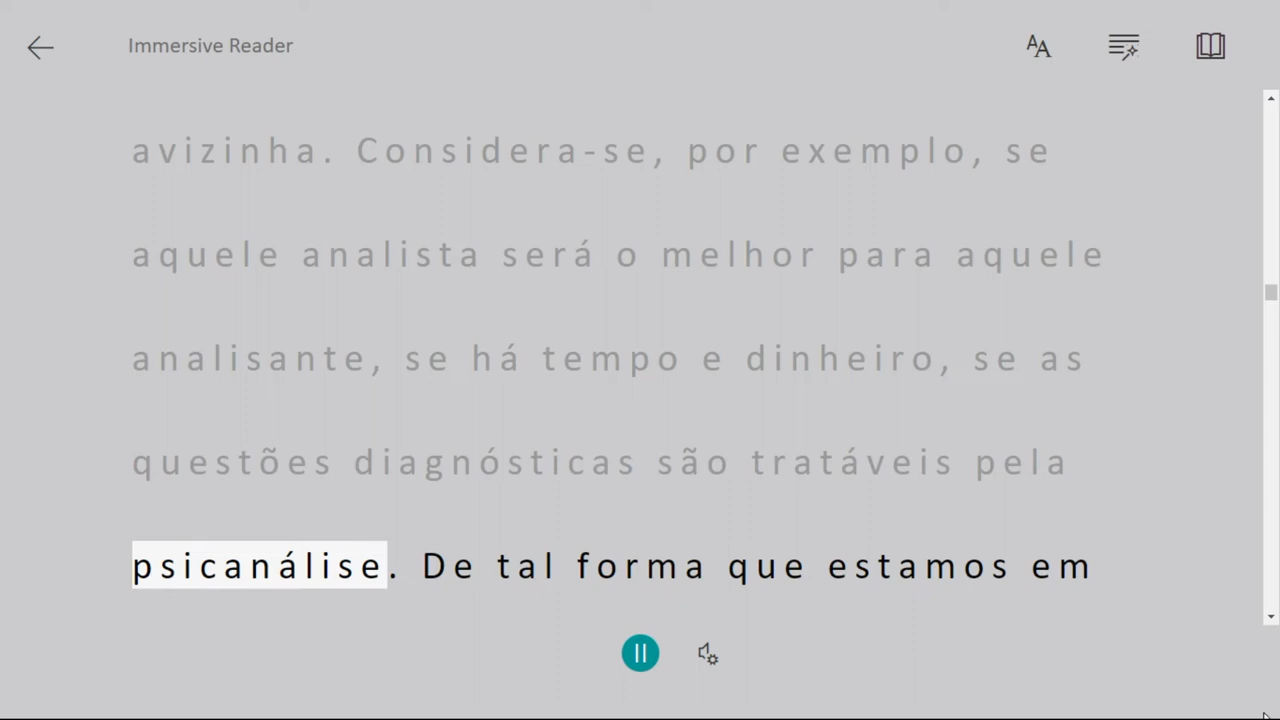 Immersive Reader
avizinha. Considera-se, por exemplo, se
aquele analista será o melhor para aquele
analisante, se há tempo e dinheiro, se as
questões diagnósticas são tratáveis pela
psicanálise. De tal forma que estamos em